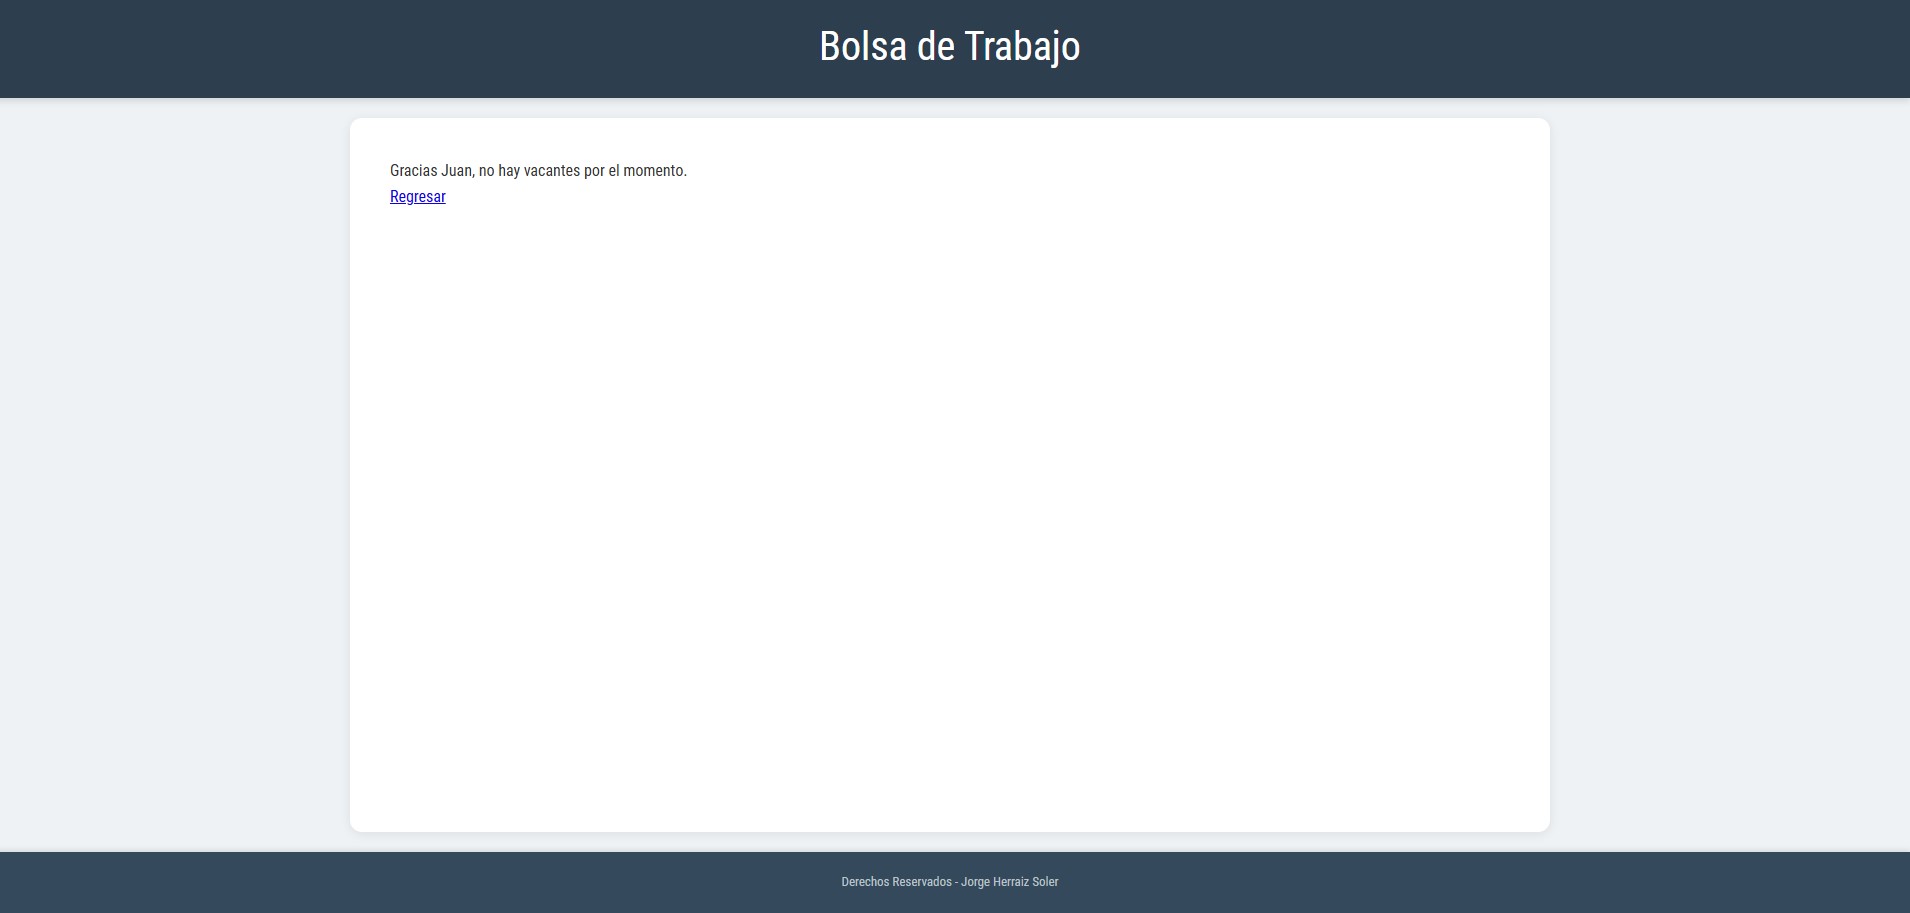 Bolsa de Trabajo
Gracias Juan, no hay vacantes por el momento.
Regresar
Derechos Reservados - Jorge Herraiz Soler